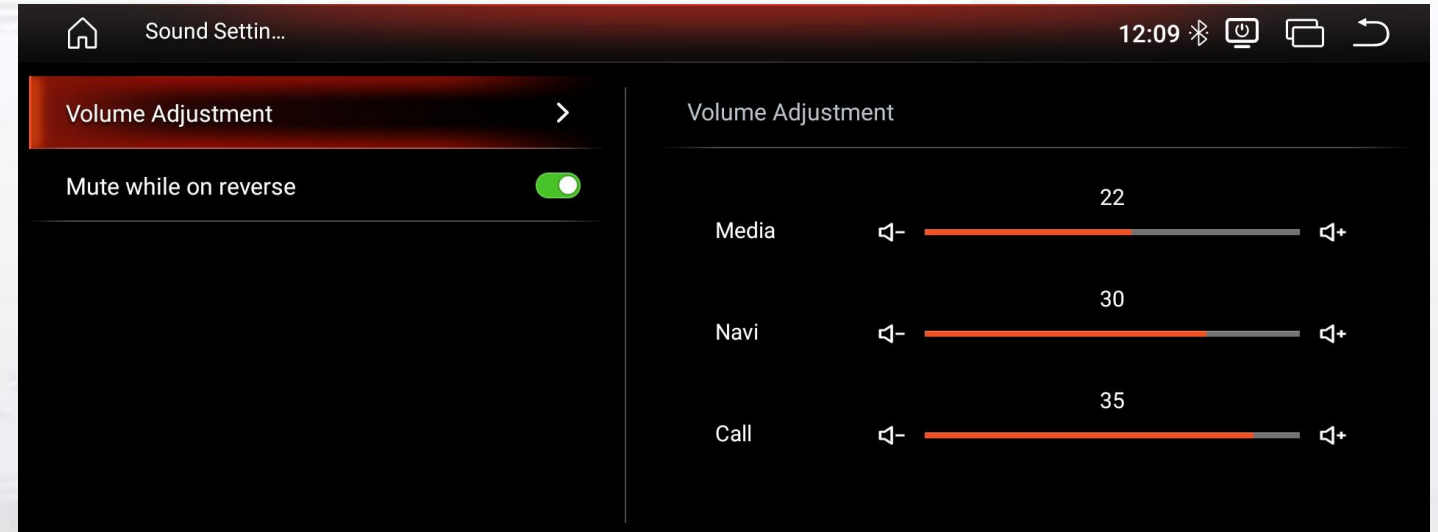 Sound Settin...
12:09
Volume Adjustment
Mute while on reverse
Volume Adjustment
22
Media
30
Navi
35
Call